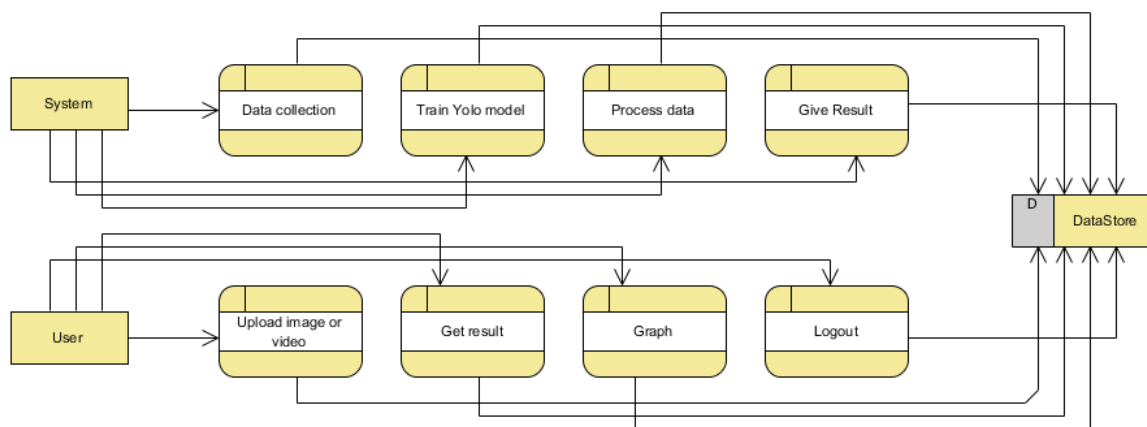 System
Data collection
Train Yolo model
Process data
Give Result
D
DataStore
User
Upload image or
video
Get result
Graph
Logout